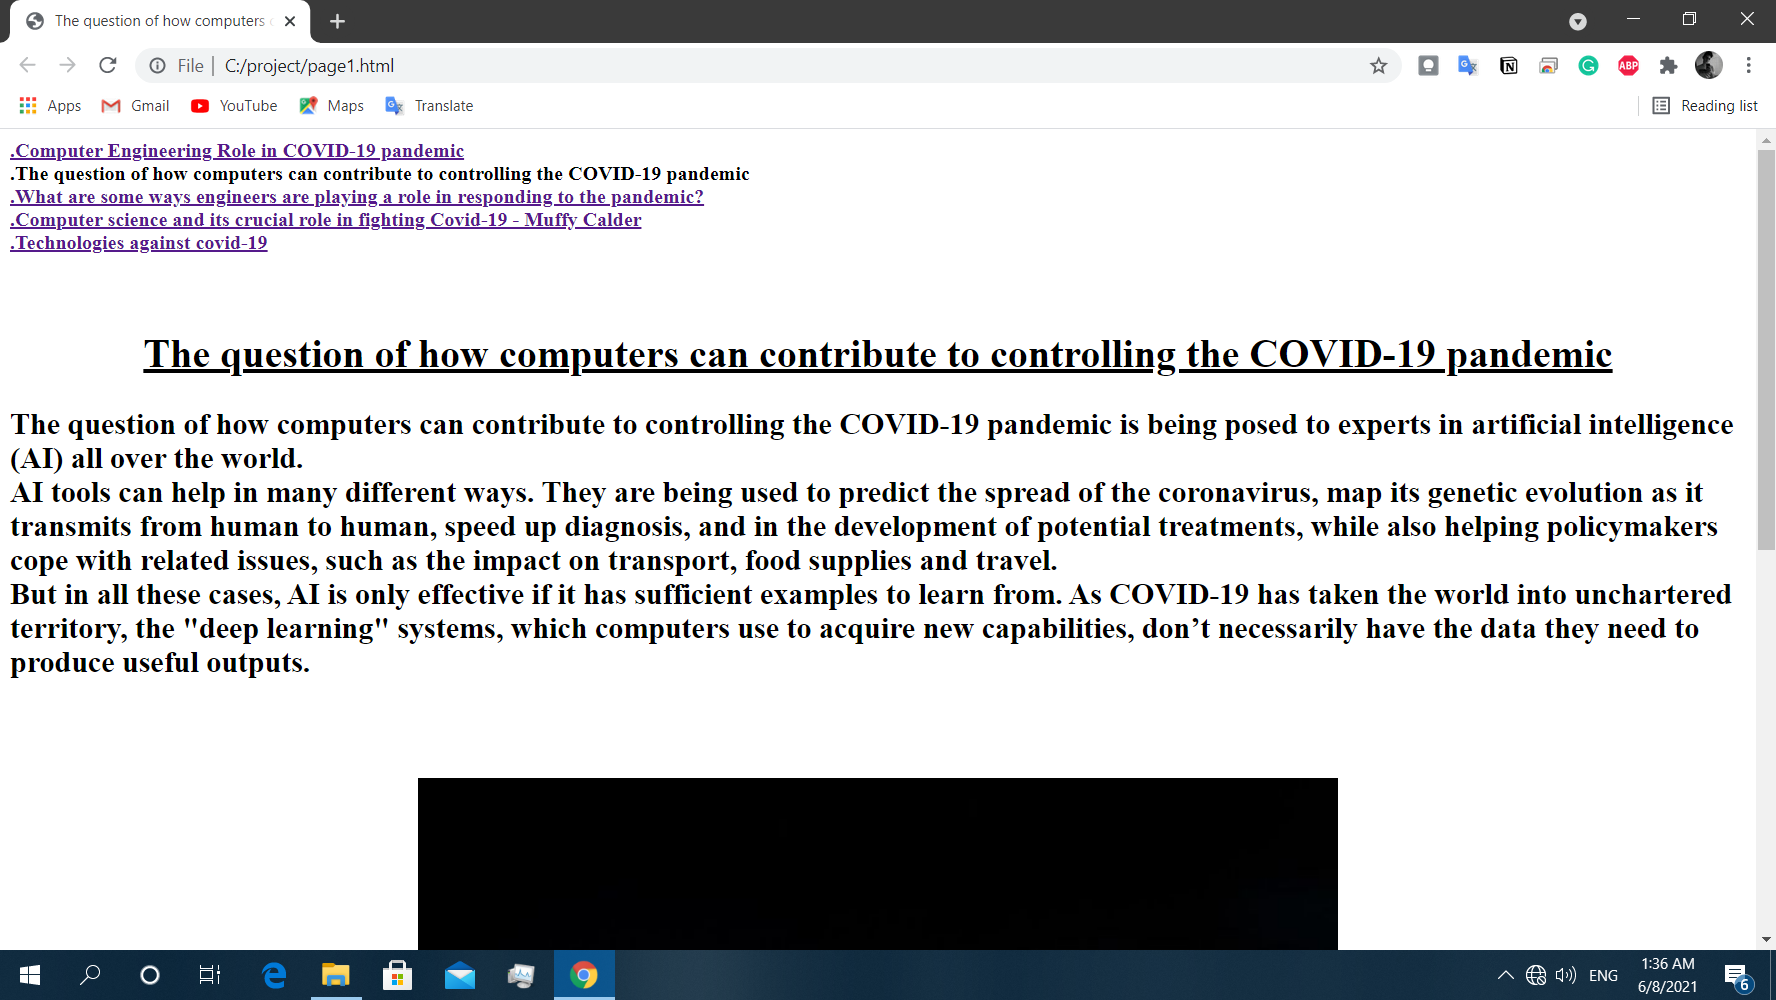 The question of how computers
File | C:/project/page1.html
ABP
Apps Gmail YouTube Maps Translate Reading list
.Computer Engineering Role in COVID-19 pandemic
.The question of how computers can contribute to controlling the COVID-19 pandemic
.What are some ways engineers are playing a role in responding to the pandemic?
.Computer science and its crucial role in fighting Covid-19 - Muffy Calder
.Technologies against covid-19
The question of how computers can contribute to controlling the COVID-19 pandemic
The question of how computers can contribute to controlling the COVID-19 pandemic is being posed to experts in artificial intelligence
(AI) all over the world.
AI tools can help in many different ways. They are being used to predict the spread of the coronavirus, map its genetic evolution as it
transmits from human to human, speed up diagnosis, and in the development of potential treatments, while also helping policymakers
cope with related issues, such as the impact on transport, food supplies and travel.
But in all these cases, AI is only effective if it has sufficient examples to learn from. As COVID-19 has taken the world into unchartered
territory, the "deep learning" systems, which computers use to acquire new capabilities, don’t necessarily have the data they need to
produce useful outputs.
ENG
1:36 AM
6/8/2021
6